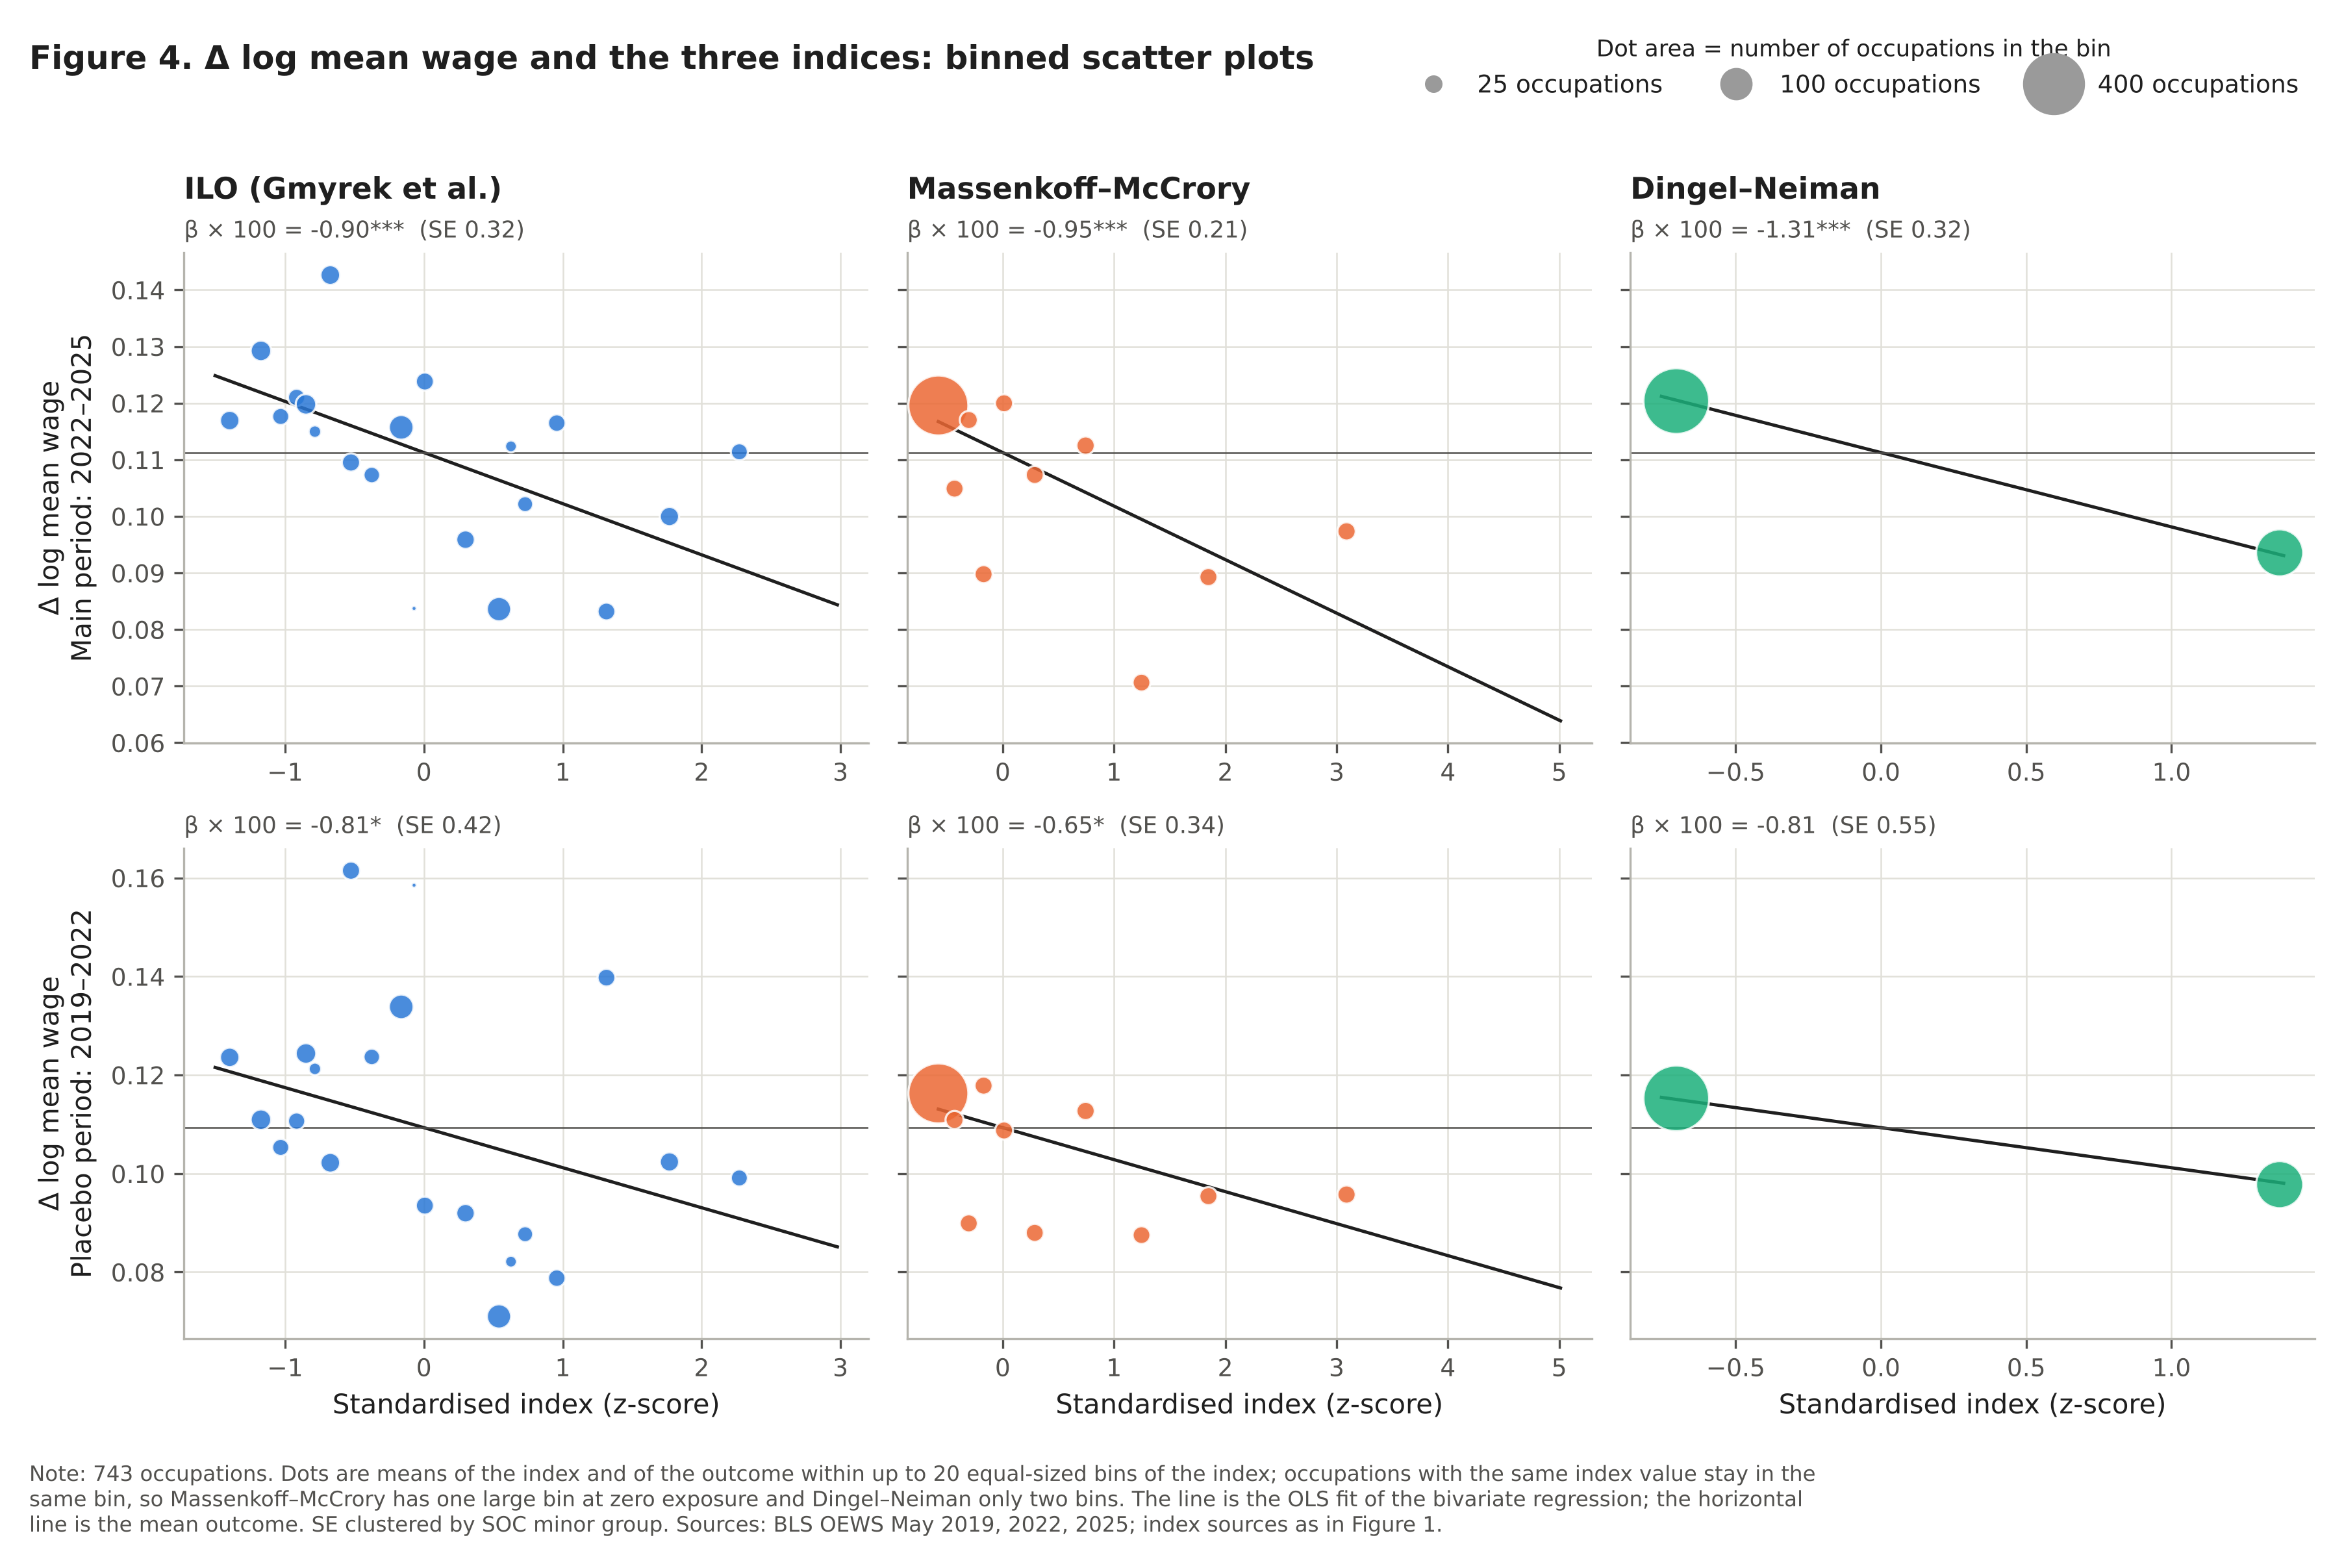 Figure 4. Δ log mean wage and the three indices: binned scatter plots
Dot area = number of occupations in the bin
25 occupations
100 occupations
400 occupations
ILO (Gmyrek et al.)
β × 100 = -0.90*** (SE 0.32)
Massenkoff–McCrory
β × 100 = -0.95*** (SE 0.21)
Dingel–Neiman
β × 100 = -1.31*** (SE 0.32)
Δ log mean wage
Main period: 2022–2025
0.14
0.13
0.12
0.11
0.10
0.09
0.08
0.07
0.06
−1 0 1 2 3
0 1 2 3 4 5
−0.5 0.0 0.5 1.0
β × 100 = -0.81* (SE 0.42)
β × 100 = -0.65* (SE 0.34)
β × 100 = -0.81 (SE 0.55)
Δ log mean wage
Placebo period: 2019–2022
0.16
0.14
0.12
0.10
0.08
−1 0 1 2 3
0 1 2 3 4 5
−0.5 0.0 0.5 1.0
Standardised index (z-score)
Standardised index (z-score)
Standardised index (z-score)
Note: 743 occupations. Dots are means of the index and of the outcome within up to 20 equal-sized bins of the index; occupations with the same index value stay in the
same bin, so Massenkoff–McCrory has one large bin at zero exposure and Dingel–Neiman only two bins. The line is the OLS fit of the bivariate regression; the horizontal
line is the mean outcome. SE clustered by SOC minor group. Sources: BLS OEWS May 2019, 2022, 2025; index sources as in Figure 1.